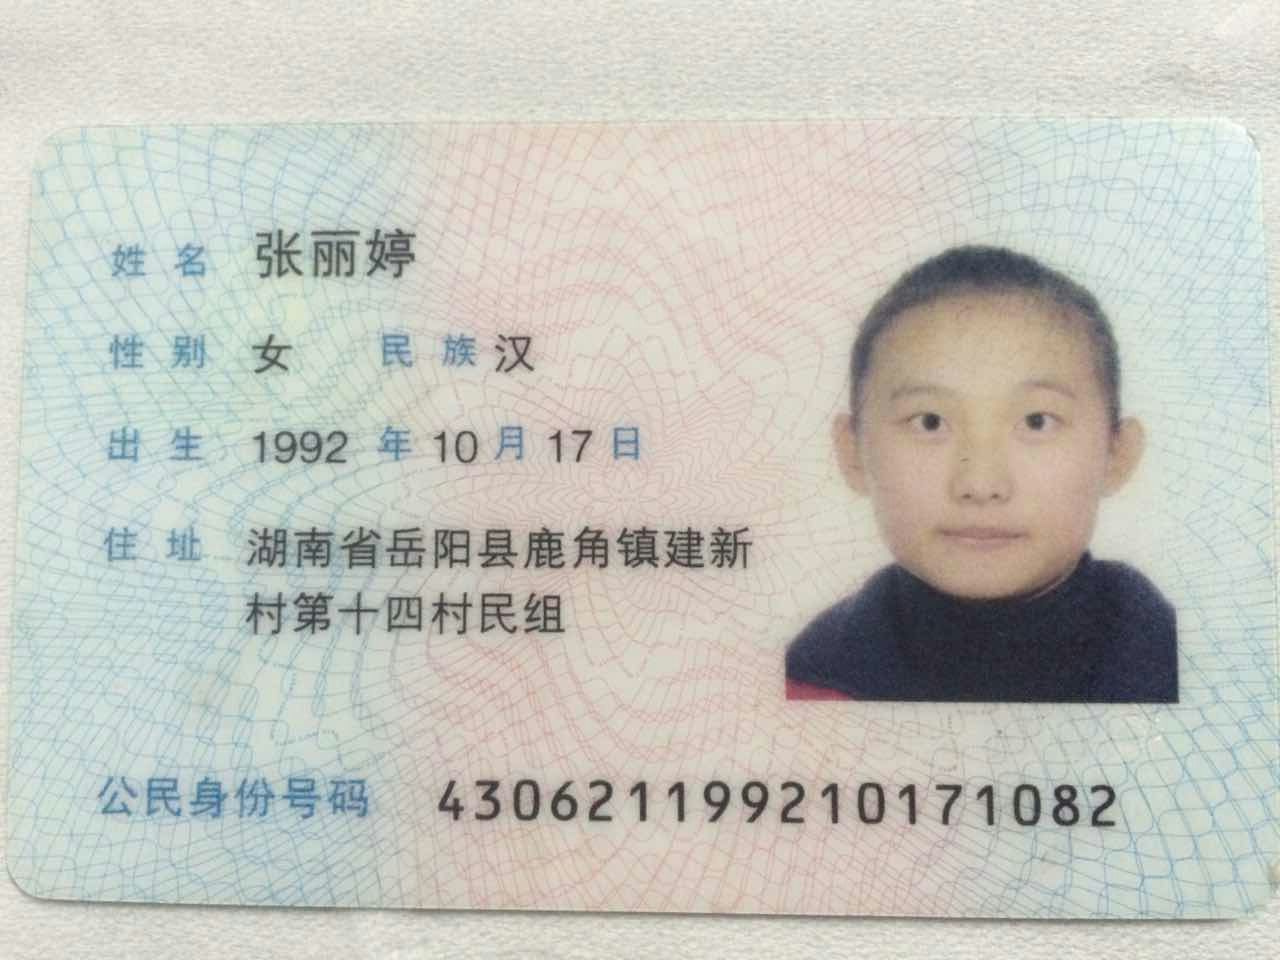 姓名 张丽婷
性别 女 民族 汉
出生 1992 年 10 月 17 日
住址 湖南省岳阳县鹿角镇建新
村第十四村民组
公民身份号码 430621199210171082